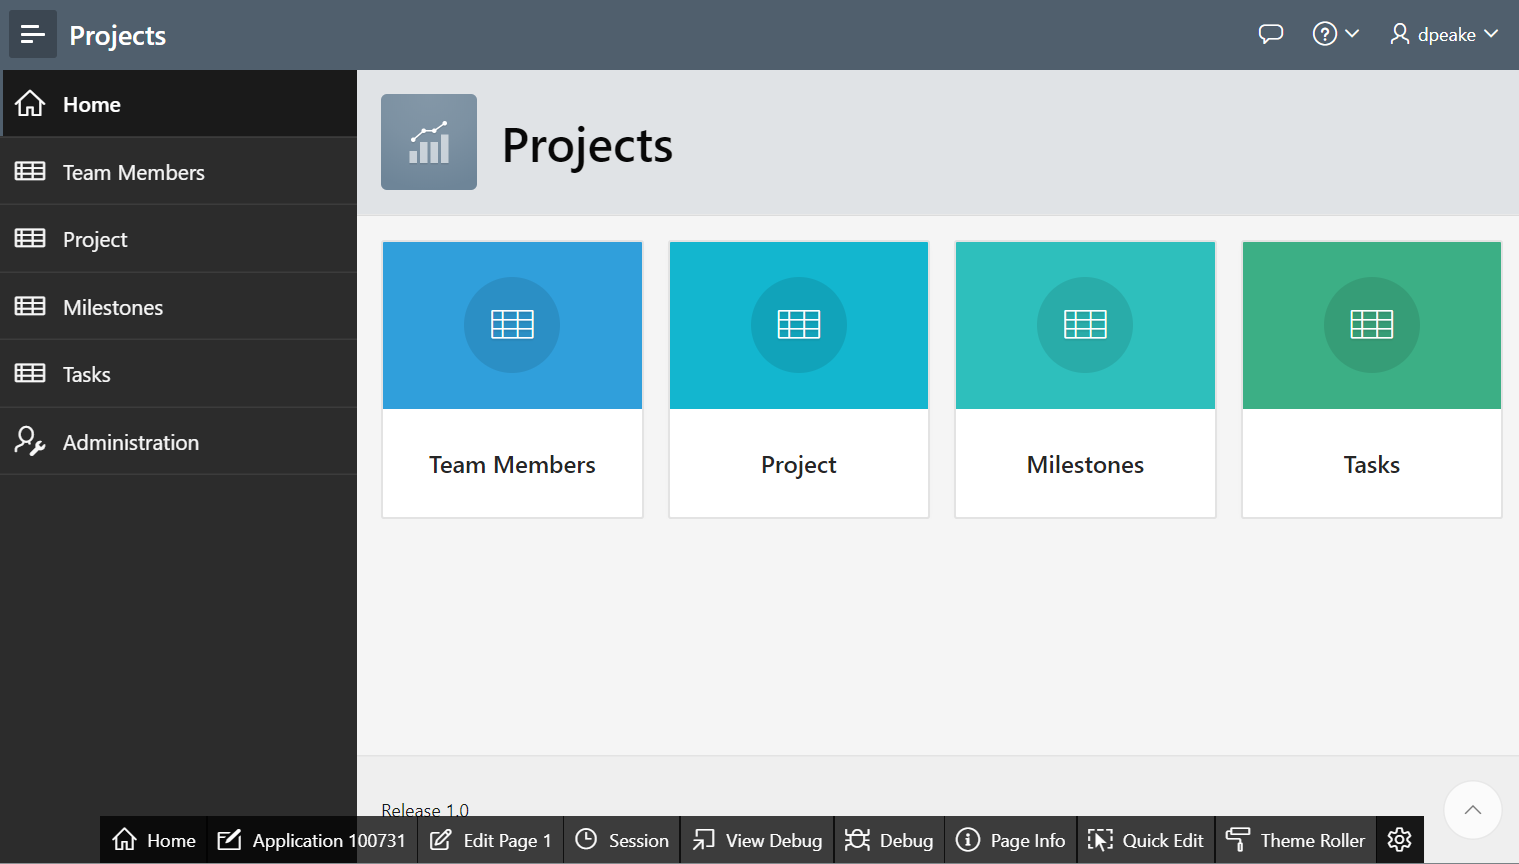 Projects
dpeake
Home
Team Members
Project
Milestones
Tasks
Administration
Projects
Team Members
Project
Milestones
Tasks
Release 1.0
Home
Application 100731
Edit Page 1
Session
View Debug
Debug
Page Info
Quick Edit
Theme Roller